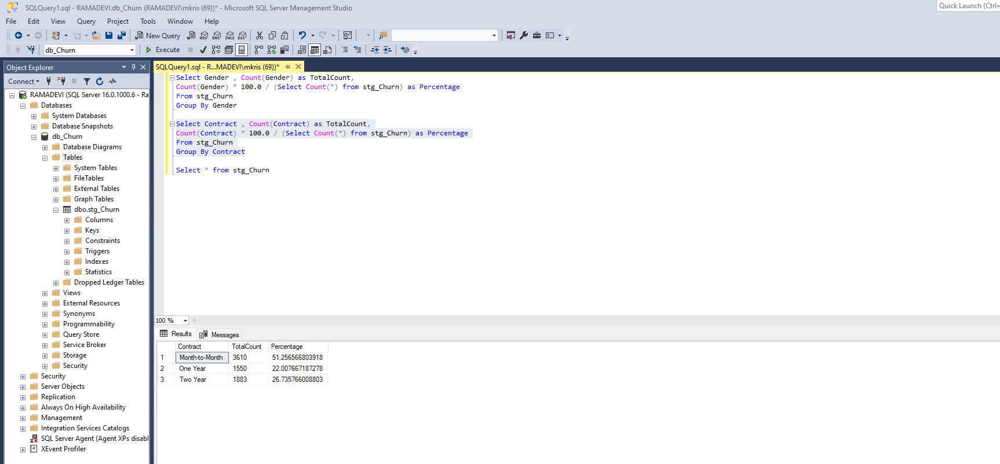 SQLQuery1.sql - RAMADEVI.db_Churn (RAMADEVI\mkris (69))* - Microsoft SQL Server Management Studio
Quick Launch (Ctrl+
File Edit View Query Project Tools Window Help
New Query MDX DMX XMLA DAX
db_Churn Execute
Object Explorer
Connect
RAMADEVI (SQL Server 16.0.1000.6 - Ra
Databases
System Databases
Database Snapshots
db_Churn
Database Diagrams
Tables
System Tables
FileTables
External Tables
Graph Tables
dbo.stg_Churn
Columns
Keys
Constraints
Triggers
Indexes
Statistics
Dropped Ledger Tables
Views
External Resources
Synonyms
Programmability
Query Store
Service Broker
Storage
Security
Security
Server Objects
Replication
Always On High Availability
Management
Integration Services Catalogs
SQL Server Agent (Agent XPs disabl
XEvent Profiler
SQLQuery1.sql - R...MADEVI\mkris (69))*
Select Gender , Count(Gender) as TotalCount,
Count(Gender) * 100.0 / (Select Count(*) from stg_Churn) as Percentage
From stg_Churn
Group By Gender
Select Contract , Count(Contract) as TotalCount,
Count(Contract) * 100.0 / (Select Count(*) from stg_Churn) as Percentage
From stg_Churn
Group By Contract
Select * from stg_Churn
100 %
Results Messages
Contract TotalCount Percentage
1 Month-to-Month 3610 51.256566803918
2 One Year 1550 22.007667187278
3 Two Year 1883 26.735766008803